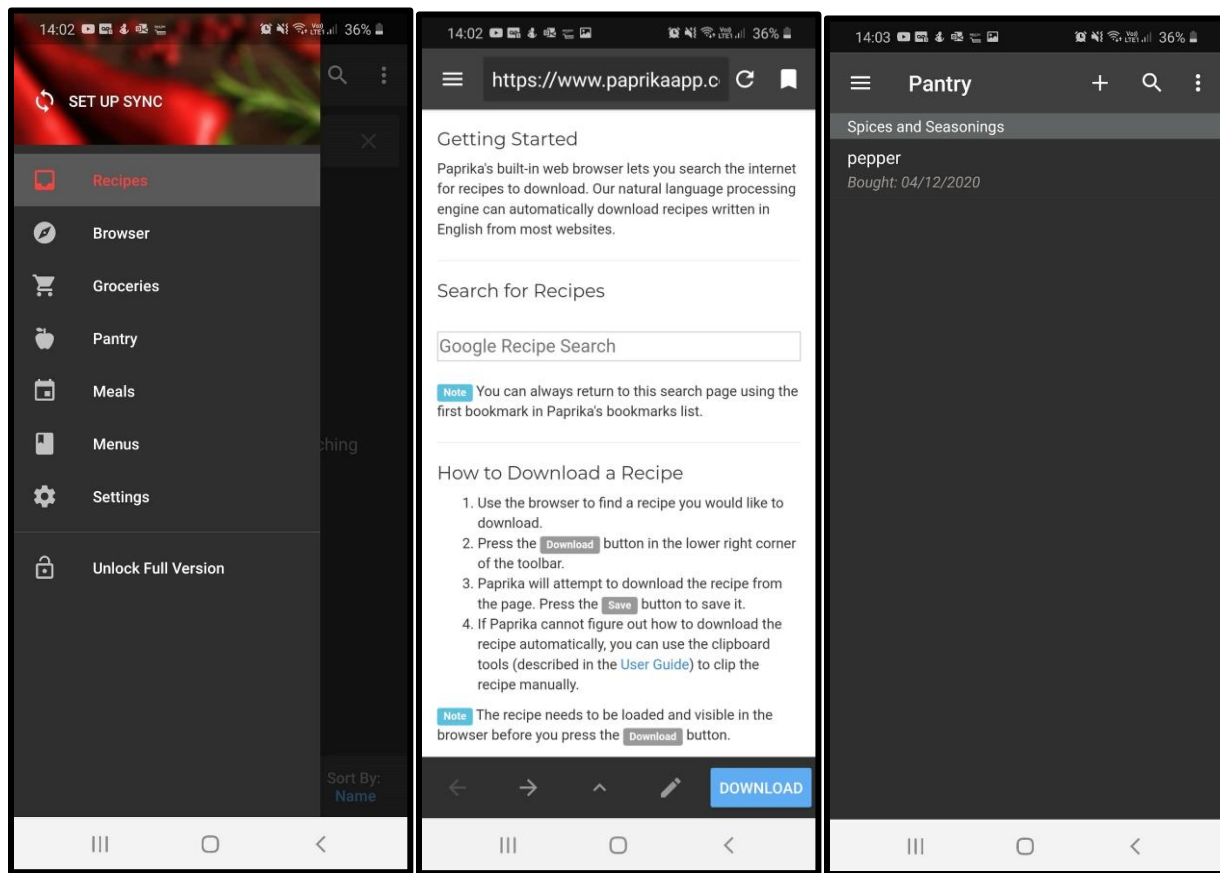 14:02 36%
SET UP SYNC
Recipes
Browser
Groceries
Pantry
Meals
Menus
Settings
Unlock Full Version
ching
Sort By:
Name
14:02 36%
https://www.paprikaapp.c
Getting Started
Paprika's built-in web browser lets you search the internet
for recipes to download. Our natural language processing
engine can automatically download recipes written in
English from most websites.
Search for Recipes
Google Recipe Search
Note You can always return to this search page using the
first bookmark in Paprika's bookmarks list.
How to Download a Recipe
1. Use the browser to find a recipe you would like to
download.
2. Press the Download button in the lower right corner
of the toolbar.
3. Paprika will attempt to download the recipe from
the page. Press the Save button to save it.
4. If Paprika cannot figure out how to download the
recipe automatically, you can use the clipboard
tools (described in the User Guide) to clip the
recipe manually.
Note The recipe needs to be loaded and visible in the
browser before you press the Download button.
DOWNLOAD
14:03 36%
Pantry
Spices and Seasonings
pepper
Bought: 04/12/2020